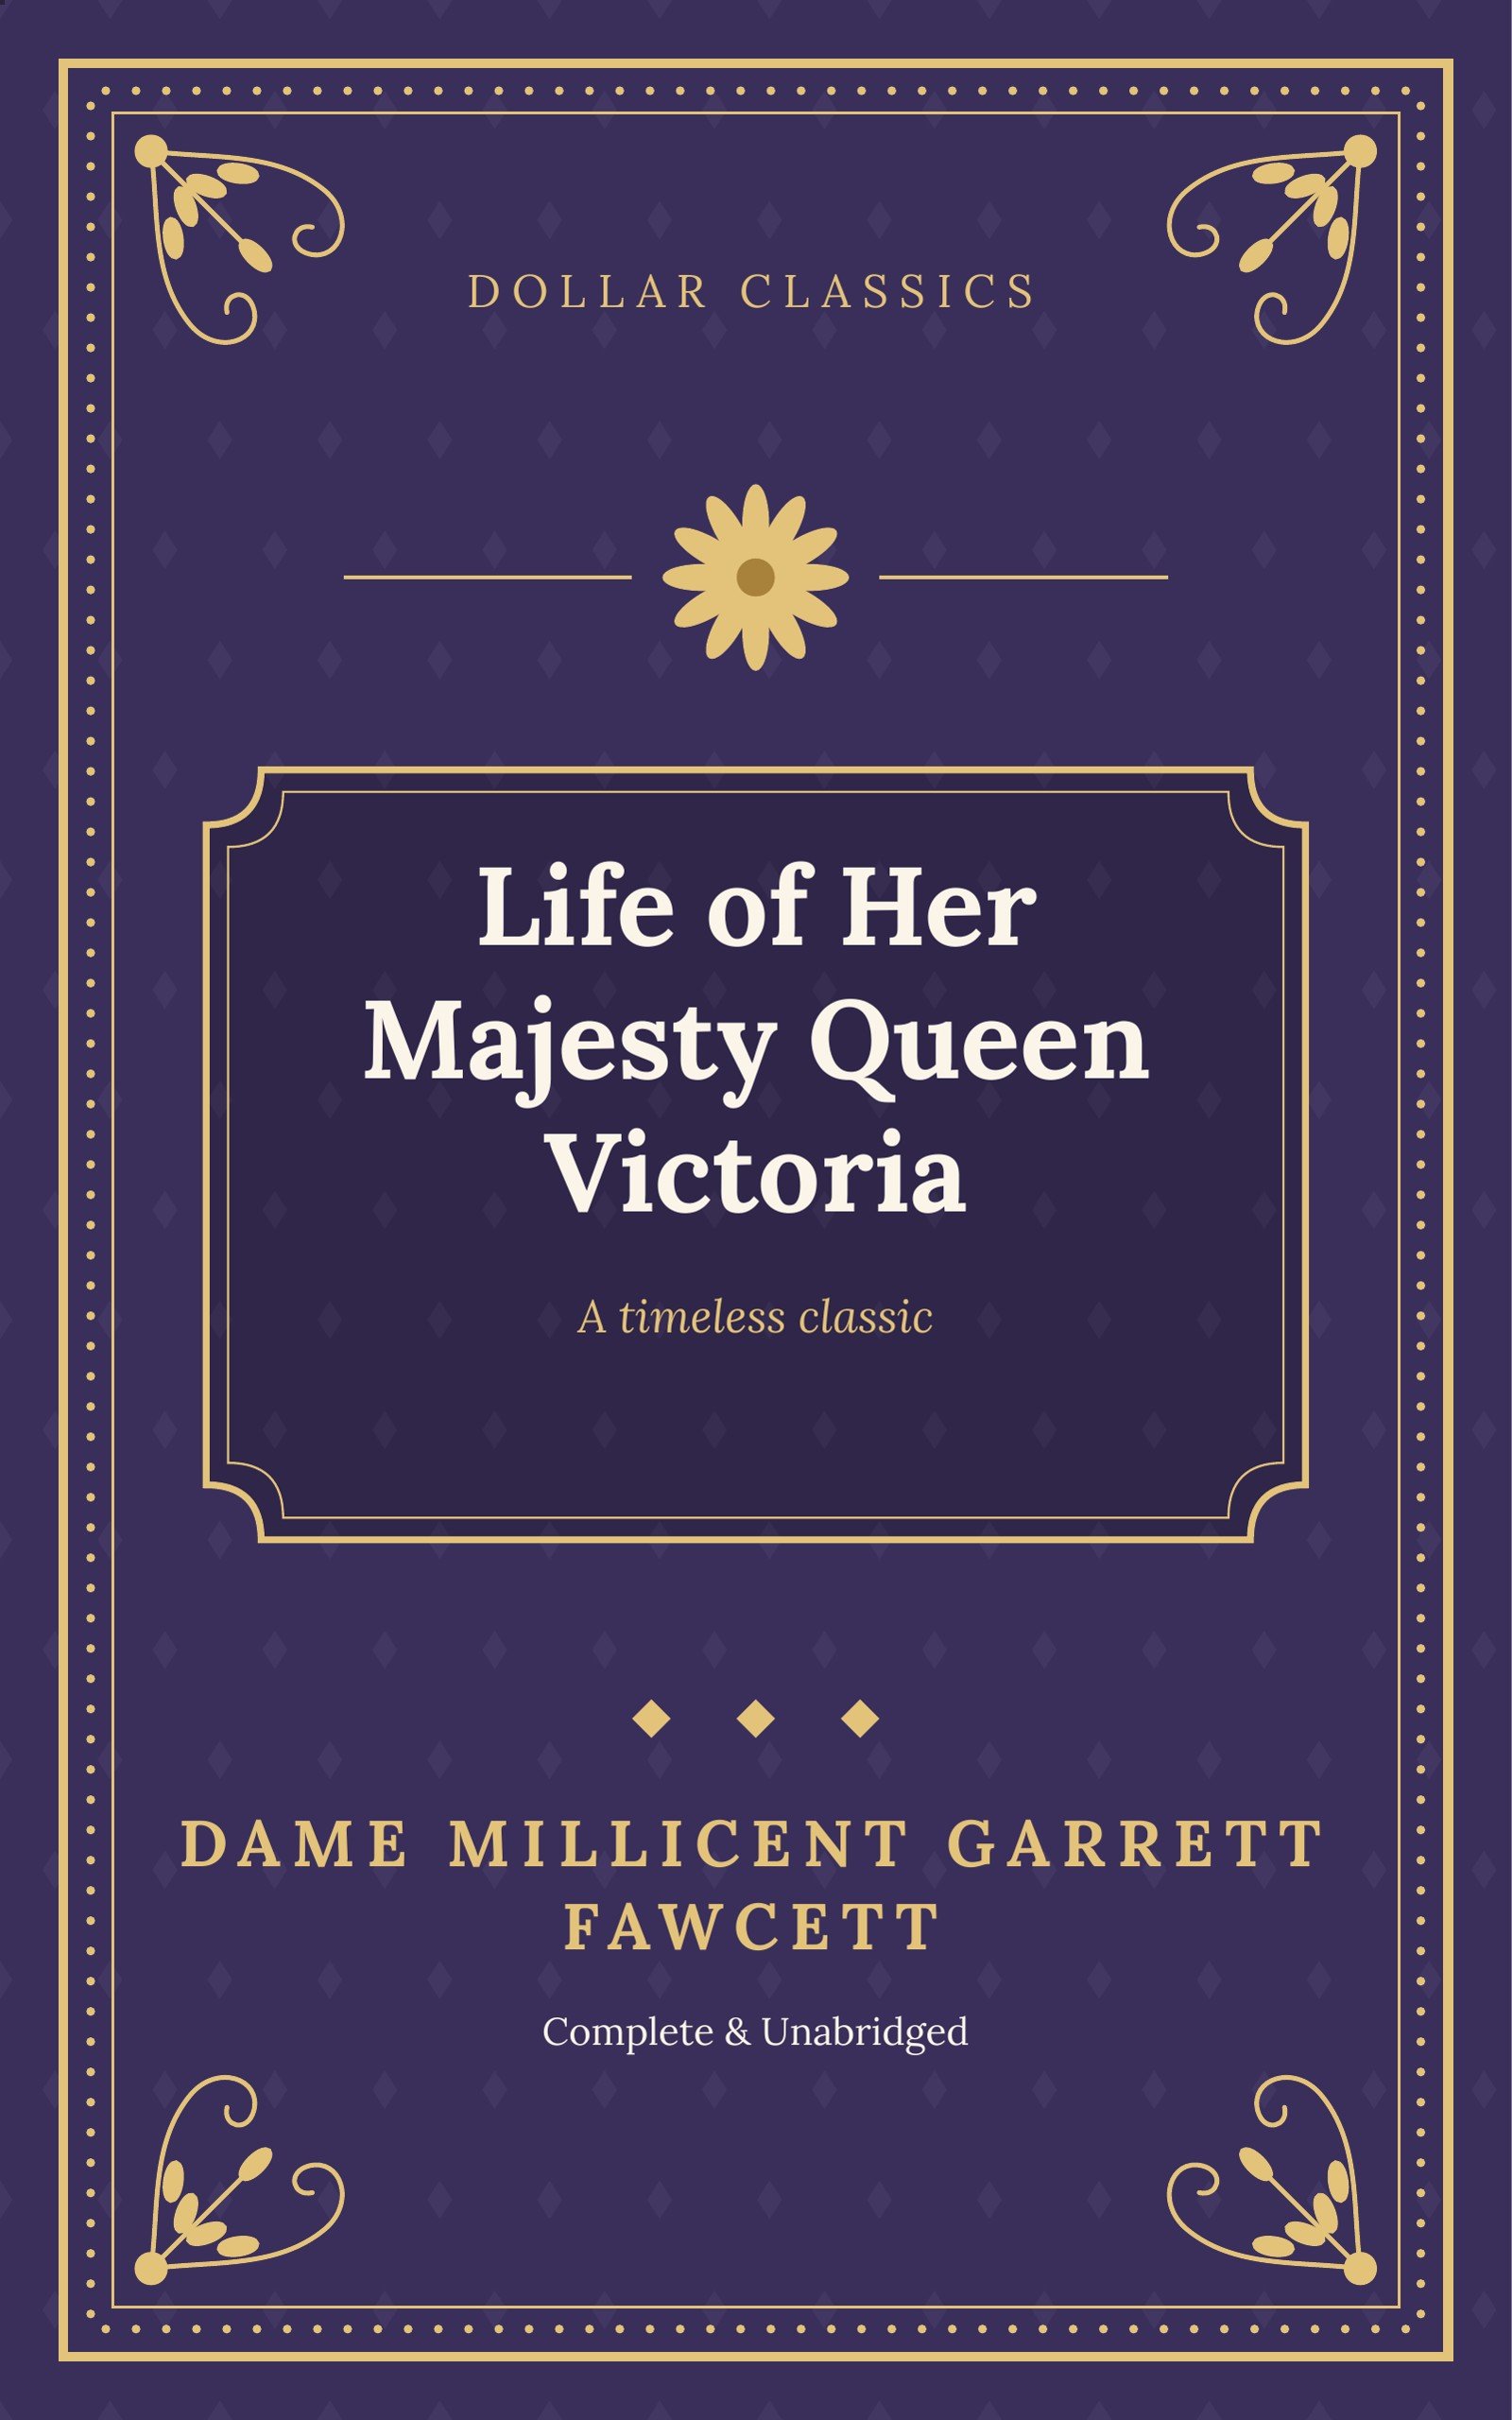 DOLLAR CLASSICS
Life of Her
Majesty Queen
Victoria
A timeless classic
DAME MILLICENT GARRETT
FAWCETT
Complete & Unabridged